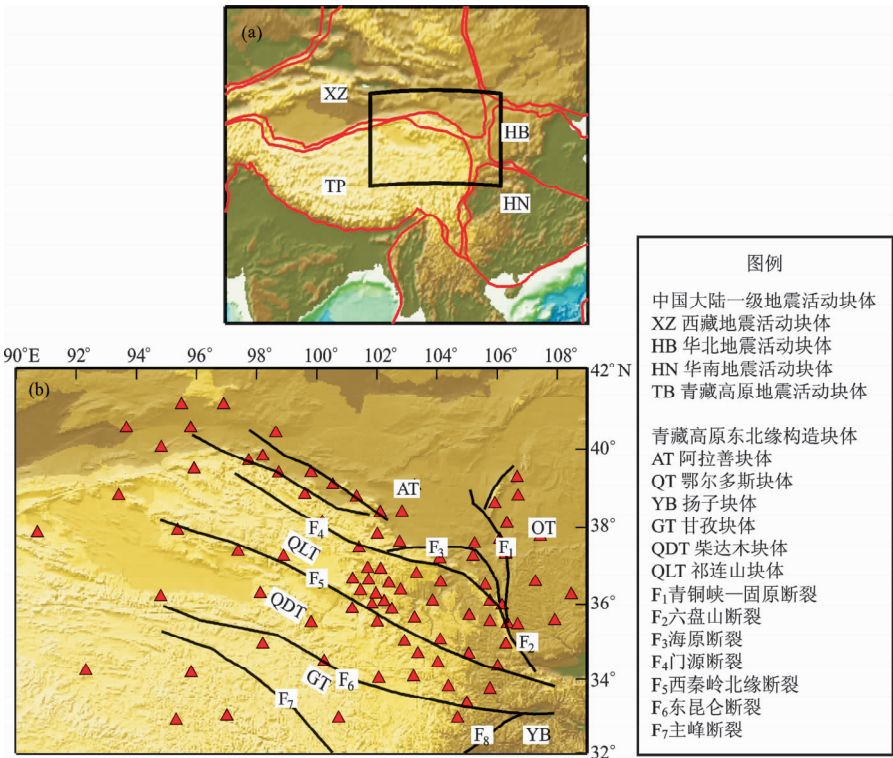 (a)
XZ
HB
TP
HN
90°E 92 94 96 98 100 102 104 106 108
(b)
42°N
40
38
36
34
32°
AT
QT
F4
F3
F1
QLT
F5
QDT
F2
GT
F6
F7
F8
YB
图例
中国大陆一级地震活动块体
XZ 西藏地震活动块体
HB 华北地震活动块体
HN 华南地震活动块体
TB 青藏高原地震活动块体
青藏高原东北缘构造块体
AT 阿拉善块体
QT 鄂尔多斯块体
YB 扬子块体
GT 甘孜块体
QDT 柴达木块体
QLT 祁连山块体
F1青铜峡—固原断裂
F2六盘山断裂
F3海原断裂
F4门源断裂
F5西秦岭北缘断裂
F6东昆仑断裂
F7主峰断裂